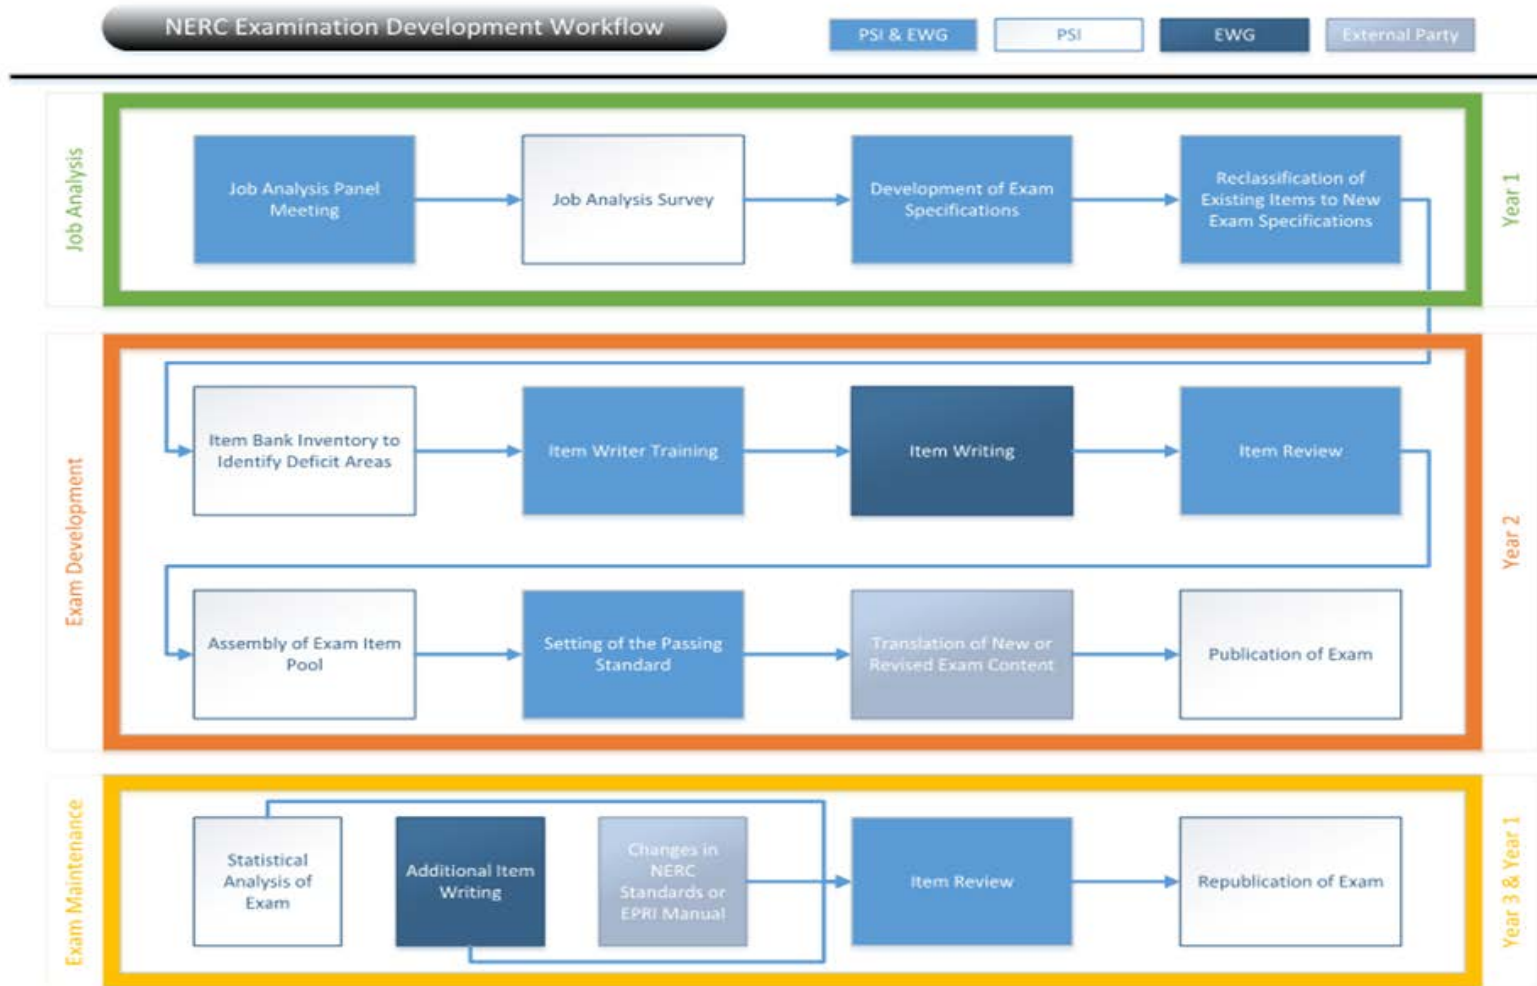 NERC Examination Development Workflow
PSI & EWG
PSI
EWG
External Party
Job Analysis
Job Analysis Panel
Meeting
Job Analysis Survey
Development of Exam
Specifications
Reclassification of
Existing Items to New
Exam Specifications
Year 1
Exam Development
Item Bank Inventory to
Identify Deficit Areas
Item Writer Training
Item Writing
Item Review
Assembly of Exam Item
Pool
Setting of the Passing
Standard
Translation of New or
Revised Exam Content
Publication of Exam
Year 2
Exam Maintenance
Statistical
Analysis of
Exam
Additional Item
Writing
Changes in
NERC
Standards or
EPRI Manual
Item Review
Republication of Exam
Year 3 & Year 1